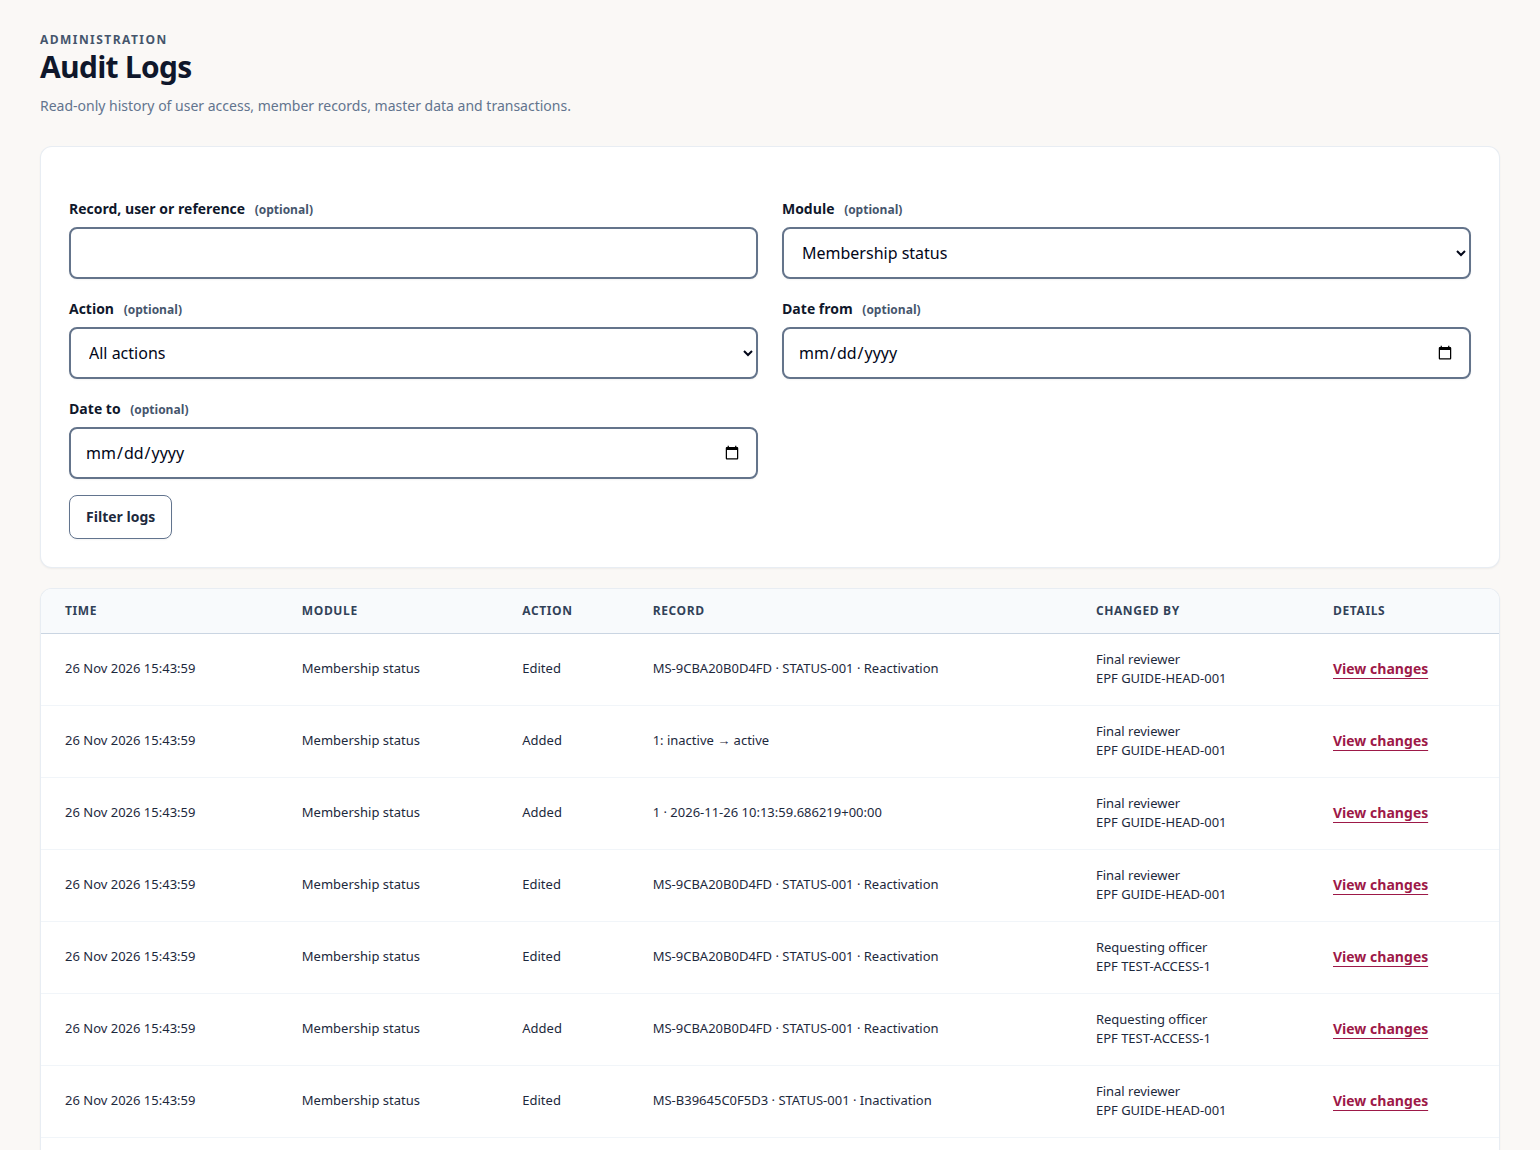 ADMINISTRATION
Audit Logs
Read-only history of user access, member records, master data and transactions.
Record, user or reference (optional)
Module (optional)
Membership status
Action (optional)
Date from (optional)
All actions
mm/dd/yyyy
Date to (optional)
mm/dd/yyyy
Filter logs
TIME MODULE ACTION RECORD CHANGED BY DETAILS
26 Nov 2026 15:43:59 Membership status Edited MS-9CBA20B0D4FD · STATUS-001 · Reactivation Final reviewer
EPF GUIDE-HEAD-001 View changes
26 Nov 2026 15:43:59 Membership status Added 1: inactive → active Final reviewer
EPF GUIDE-HEAD-001 View changes
26 Nov 2026 15:43:59 Membership status Added 1 · 2026-11-26 10:13:59.686219+00:00 Final reviewer
EPF GUIDE-HEAD-001 View changes
26 Nov 2026 15:43:59 Membership status Edited MS-9CBA20B0D4FD · STATUS-001 · Reactivation Final reviewer
EPF GUIDE-HEAD-001 View changes
26 Nov 2026 15:43:59 Membership status Edited MS-9CBA20B0D4FD · STATUS-001 · Reactivation Requesting officer
EPF TEST-ACCESS-1 View changes
26 Nov 2026 15:43:59 Membership status Added MS-9CBA20B0D4FD · STATUS-001 · Reactivation Requesting officer
EPF TEST-ACCESS-1 View changes
26 Nov 2026 15:43:59 Membership status Edited MS-B39645C0F5D3 · STATUS-001 · Inactivation Final reviewer
EPF GUIDE-HEAD-001 View changes